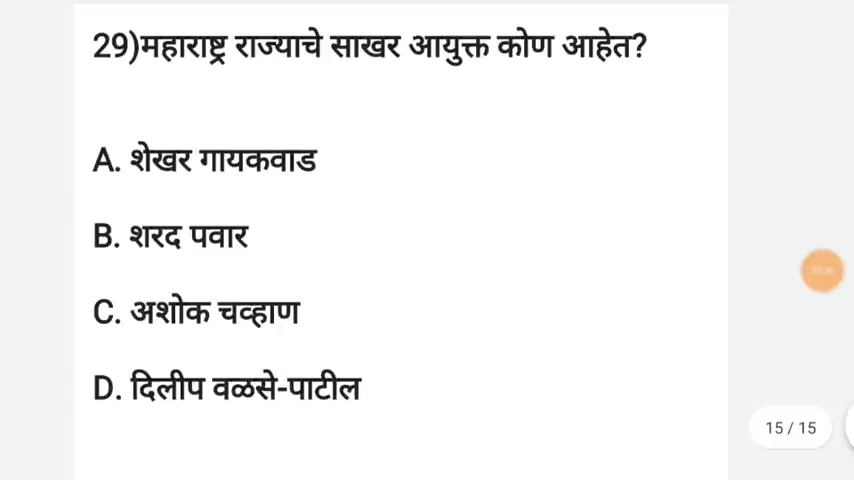 29)महाराष्ट्र राज्याचे साखर आयुक्त कोण आहेत?
A. शेखर गायकवाड
B. शरद पवार
C. अशोक चव्हाण
D. दिलीप वळसे-पाटील
15 / 15